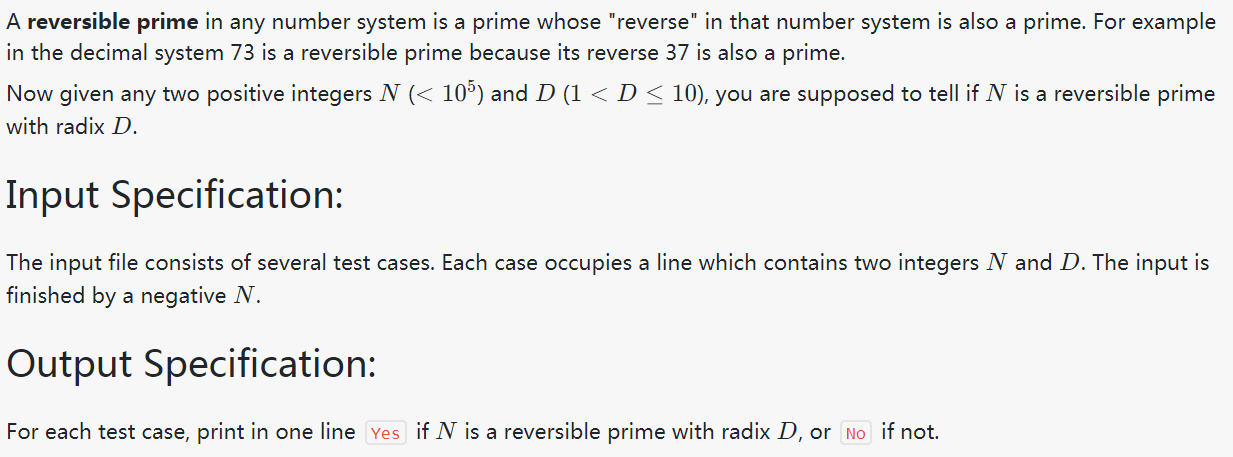 A reversible prime in any number system is a prime whose "reverse" in that number system is also a prime. For example
in the decimal system 73 is a reversible prime because its reverse 37 is also a prime.
Now given any two positive integers N (< 10⁵) and D (1 < D ≤ 10), you are supposed to tell if N is a reversible prime
with radix D.
Input Specification:
The input file consists of several test cases. Each case occupies a line which contains two integers N and D. The input is
finished by a negative N.
Output Specification:
For each test case, print in one line Yes if N is a reversible prime with radix D, or No if not.